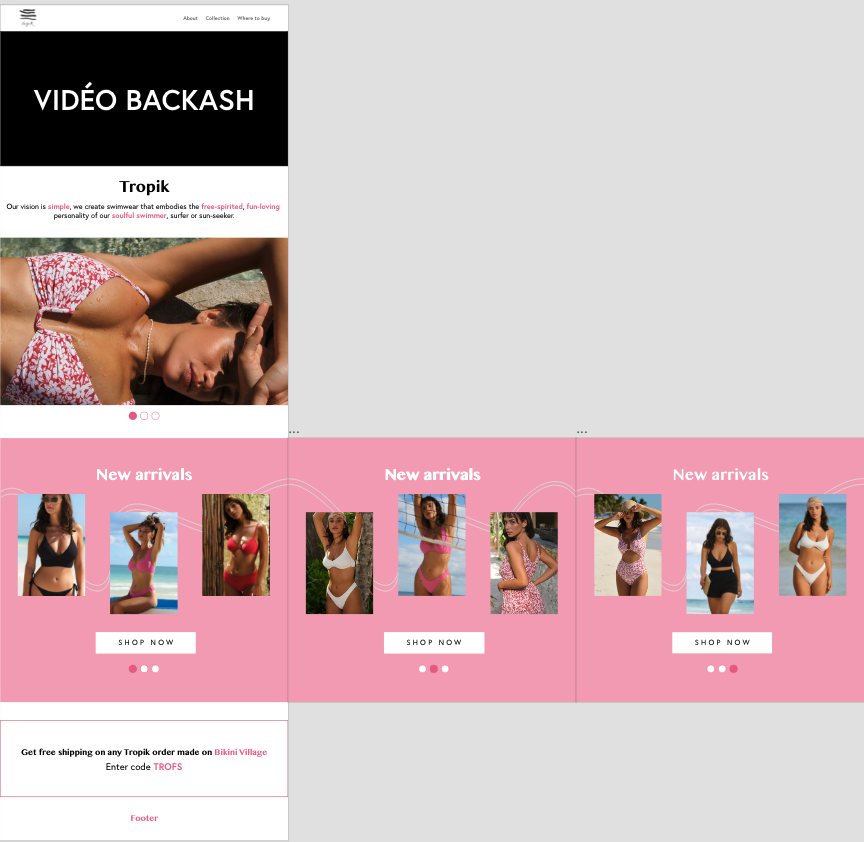 About Collection Where to buy
VIDÉO BACKASH
Tropik
Our vision is simple, we create swimwear that embodies the free-spirited, fun-loving
personality of our soulful swimmer, surfer or sun-seeker.
New arrivals
SHOP NOW
New arrivals
SHOP NOW
New arrivals
SHOP NOW
Get free shipping on any Tropik order made on Bikini Village
Enter code TROFS
Footer